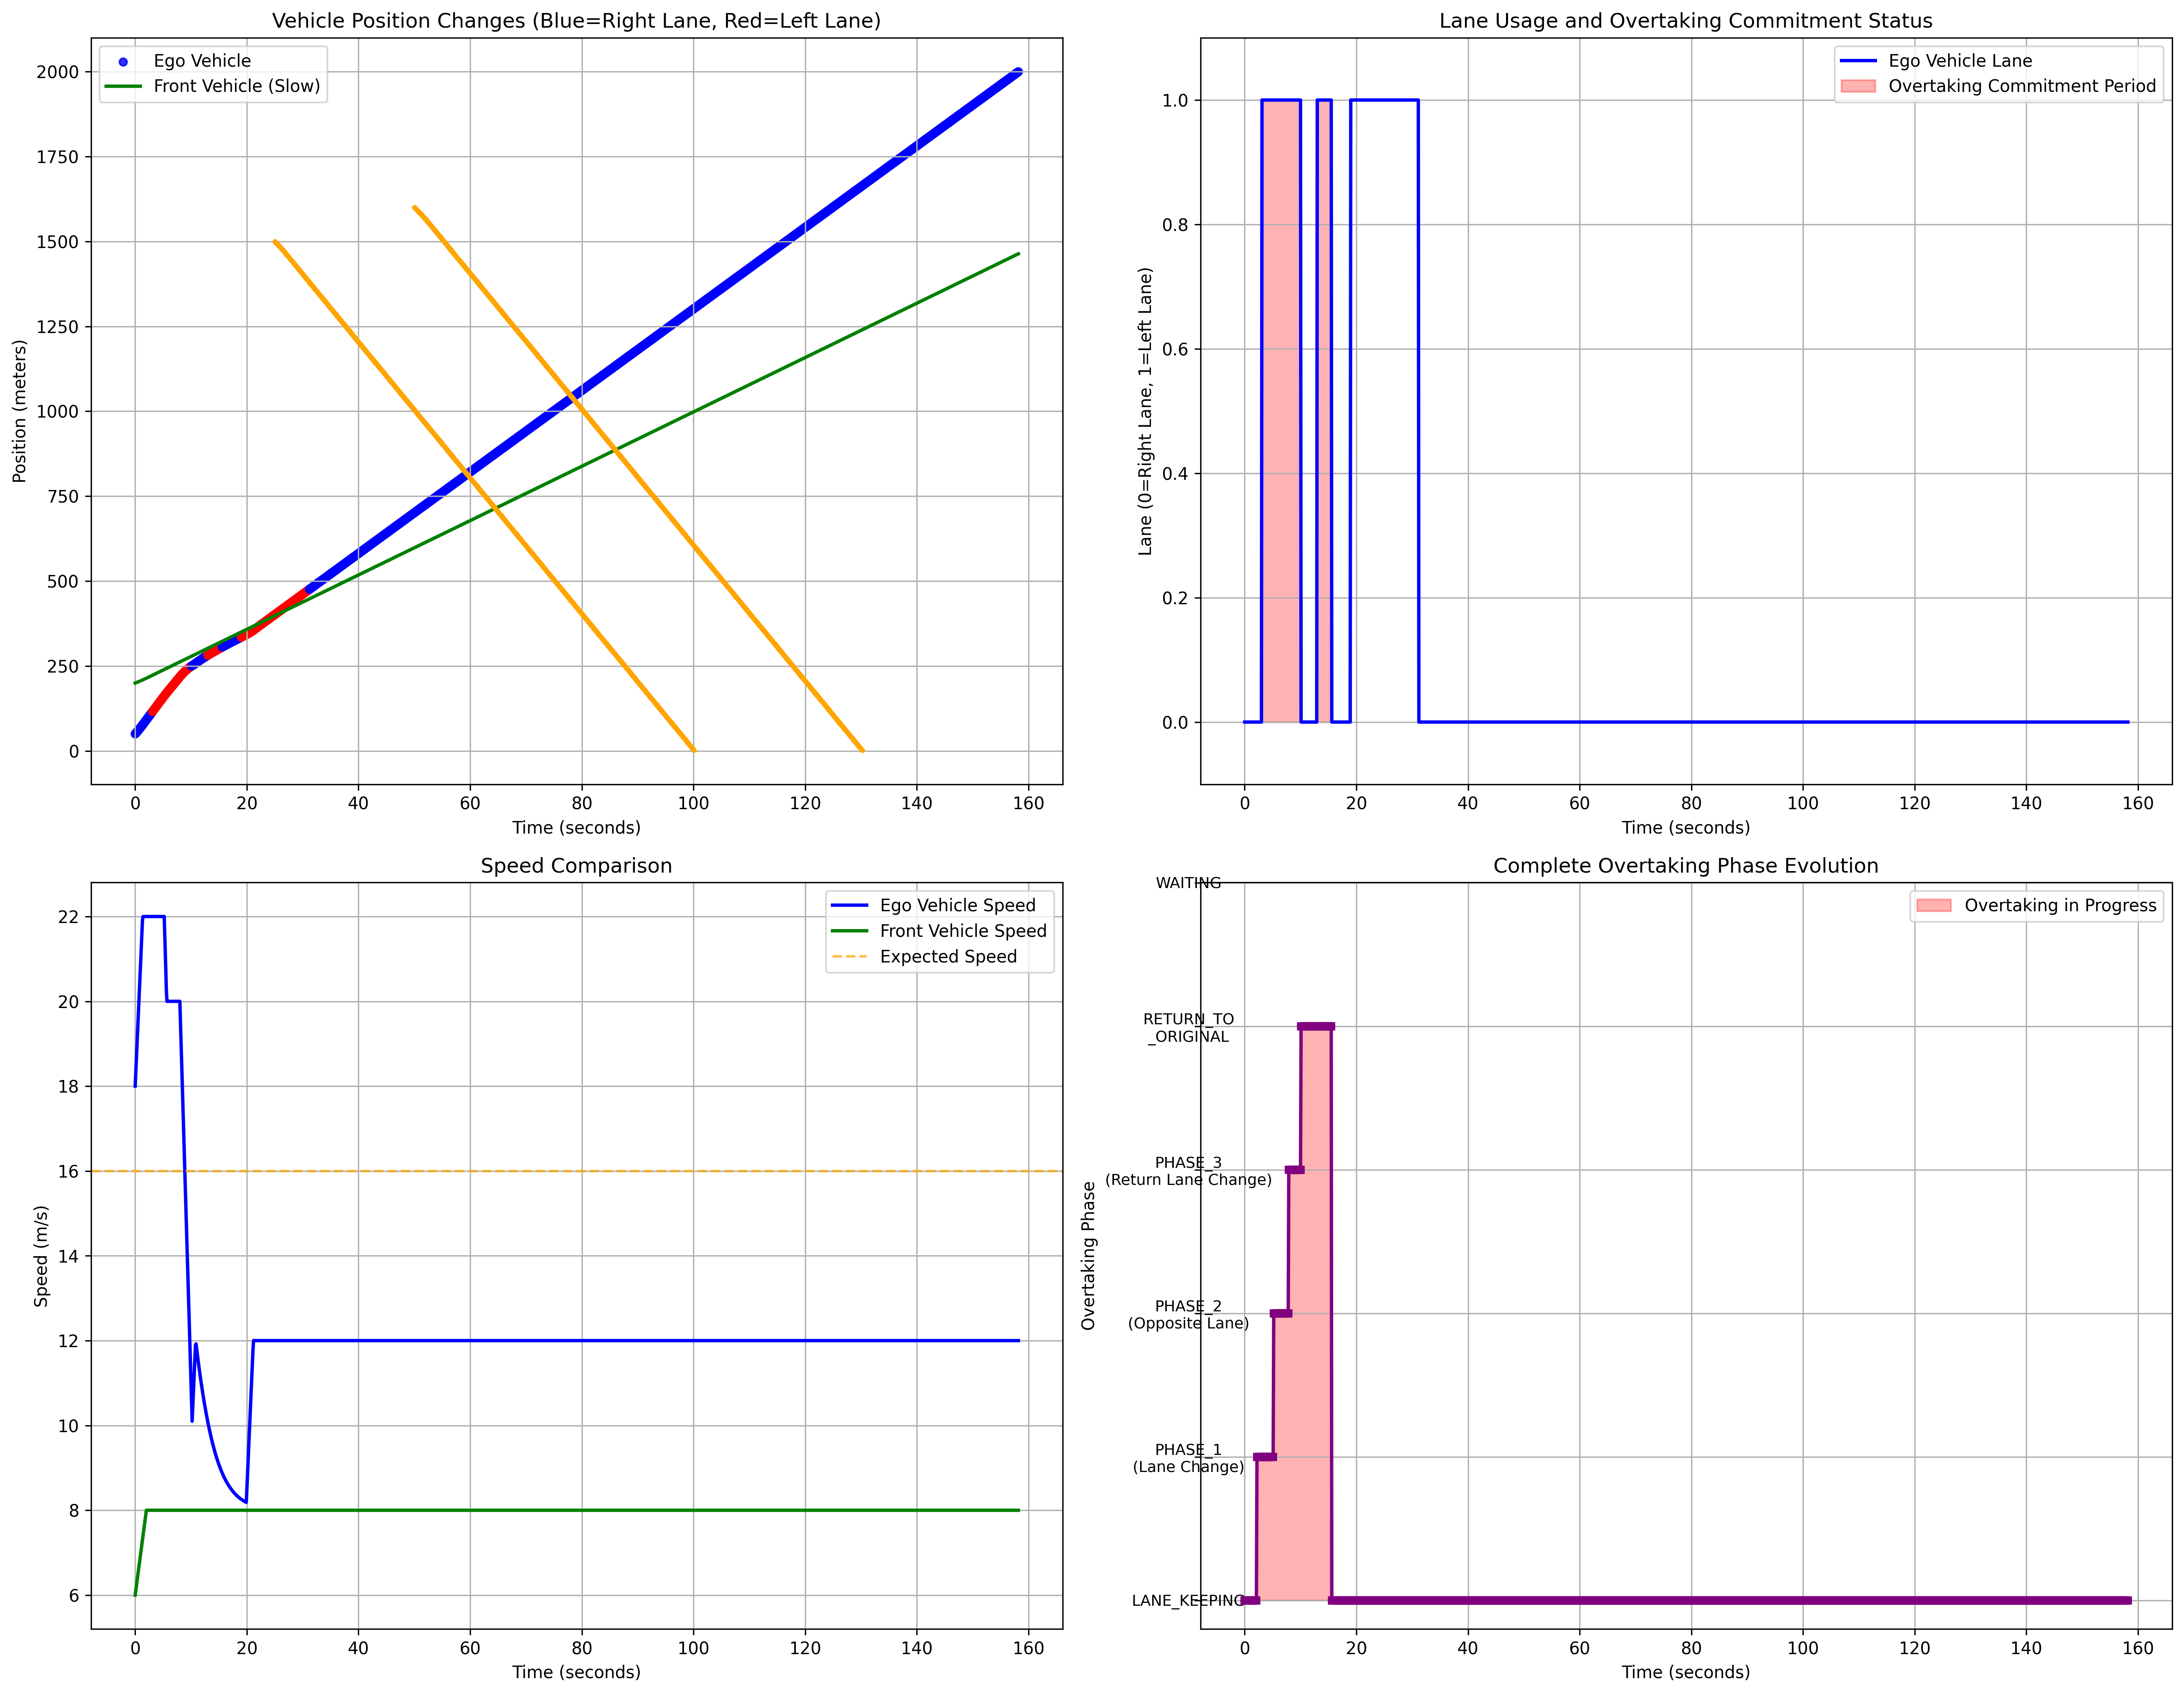 Vehicle Position Changes (Blue=Right Lane, Red=Left Lane)
Ego Vehicle
Front Vehicle (Slow)
Position (meters)
2000
1750
1500
1250
1000
750
500
250
0
0 20 40 60 80 100 120 140 160
Time (seconds)
Lane Usage and Overtaking Commitment Status
Ego Vehicle Lane
Overtaking Commitment Period
Lane (0=Right Lane, 1=Left Lane)
1.0
0.8
0.6
0.4
0.2
0.0
0 20 40 60 80 100 120 140 160
Time (seconds)
Speed Comparison
Ego Vehicle Speed
Front Vehicle Speed
Expected Speed
Speed (m/s)
22
20
18
16
14
12
10
8
6
0 20 40 60 80 100 120 140 160
Time (seconds)
Complete Overtaking Phase Evolution
Overtaking in Progress
Overtaking Phase
WAITING
RETURN_TO
_ORIGINAL
PHASE_3
(Return Lane Change)
PHASE_2
(Opposite Lane)
PHASE_1
(Lane Change)
LANE_KEEPING
0 20 40 60 80 100 120 140 160
Time (seconds)